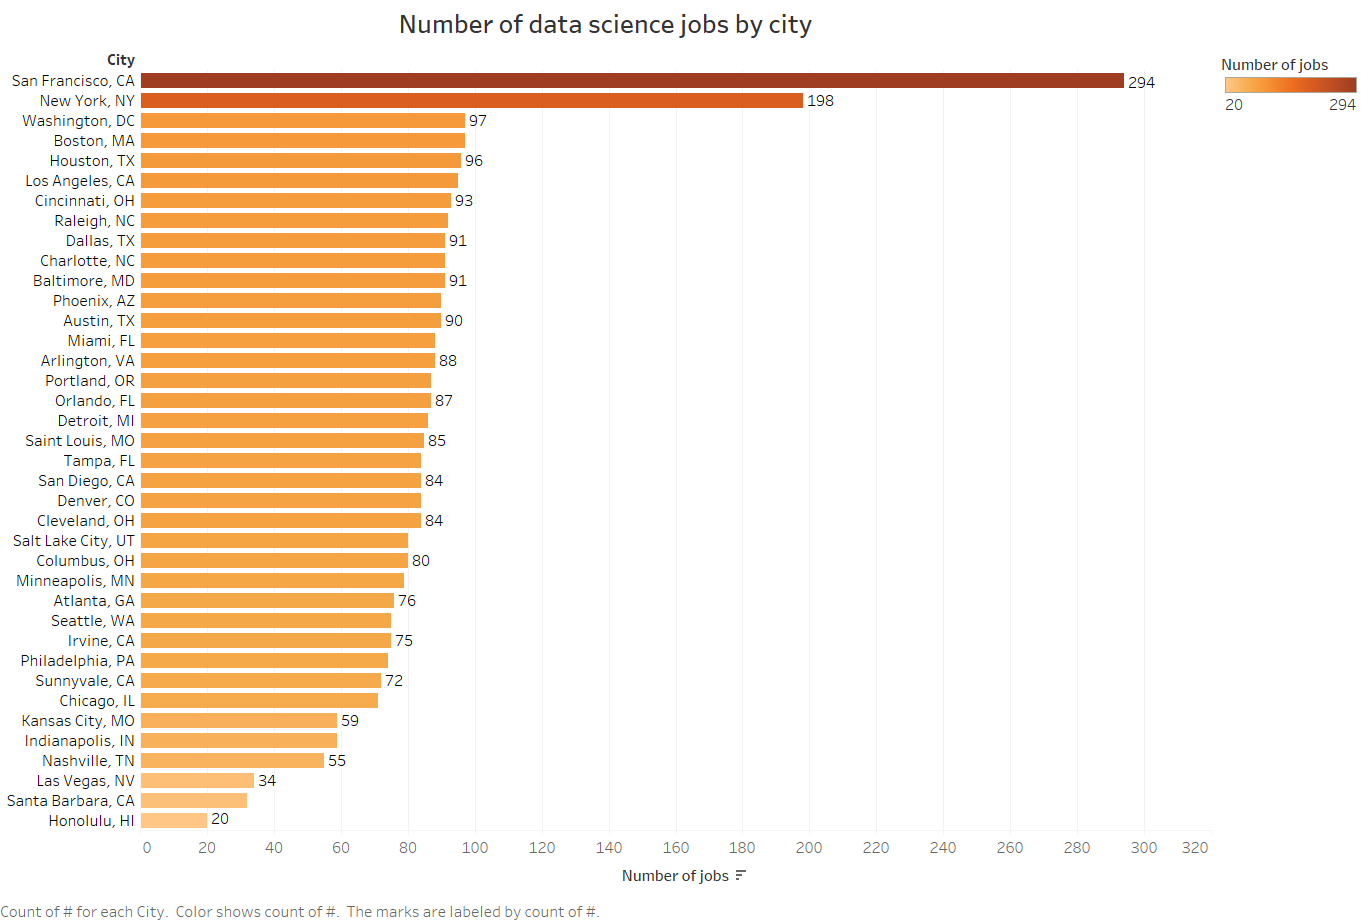 Number of data science jobs by city
City
San Francisco, CA 294
New York, NY 198
Washington, DC 97
Boston, MA
Houston, TX 96
Los Angeles, CA
Cincinnati, OH 93
Raleigh, NC
Dallas, TX 91
Charlotte, NC
Baltimore, MD 91
Phoenix, AZ
Austin, TX 90
Miami, FL
Arlington, VA 88
Portland, OR
Orlando, FL 87
Detroit, MI
Saint Louis, MO 85
Tampa, FL
San Diego, CA 84
Denver, CO
Cleveland, OH 84
Salt Lake City, UT
Columbus, OH 80
Minneapolis, MN
Atlanta, GA 76
Seattle, WA
Irvine, CA 75
Philadelphia, PA
Sunnyvale, CA 72
Chicago, IL
Kansas City, MO 59
Indianapolis, IN
Nashville, TN 55
Las Vegas, NV 34
Santa Barbara, CA
Honolulu, HI 20
0 20 40 60 80 100 120 140 160 180 200 220 240 260 280 300 320
Number of jobs
Number of jobs
20 294
Count of # for each City. Color shows count of #. The marks are labeled by count of #.